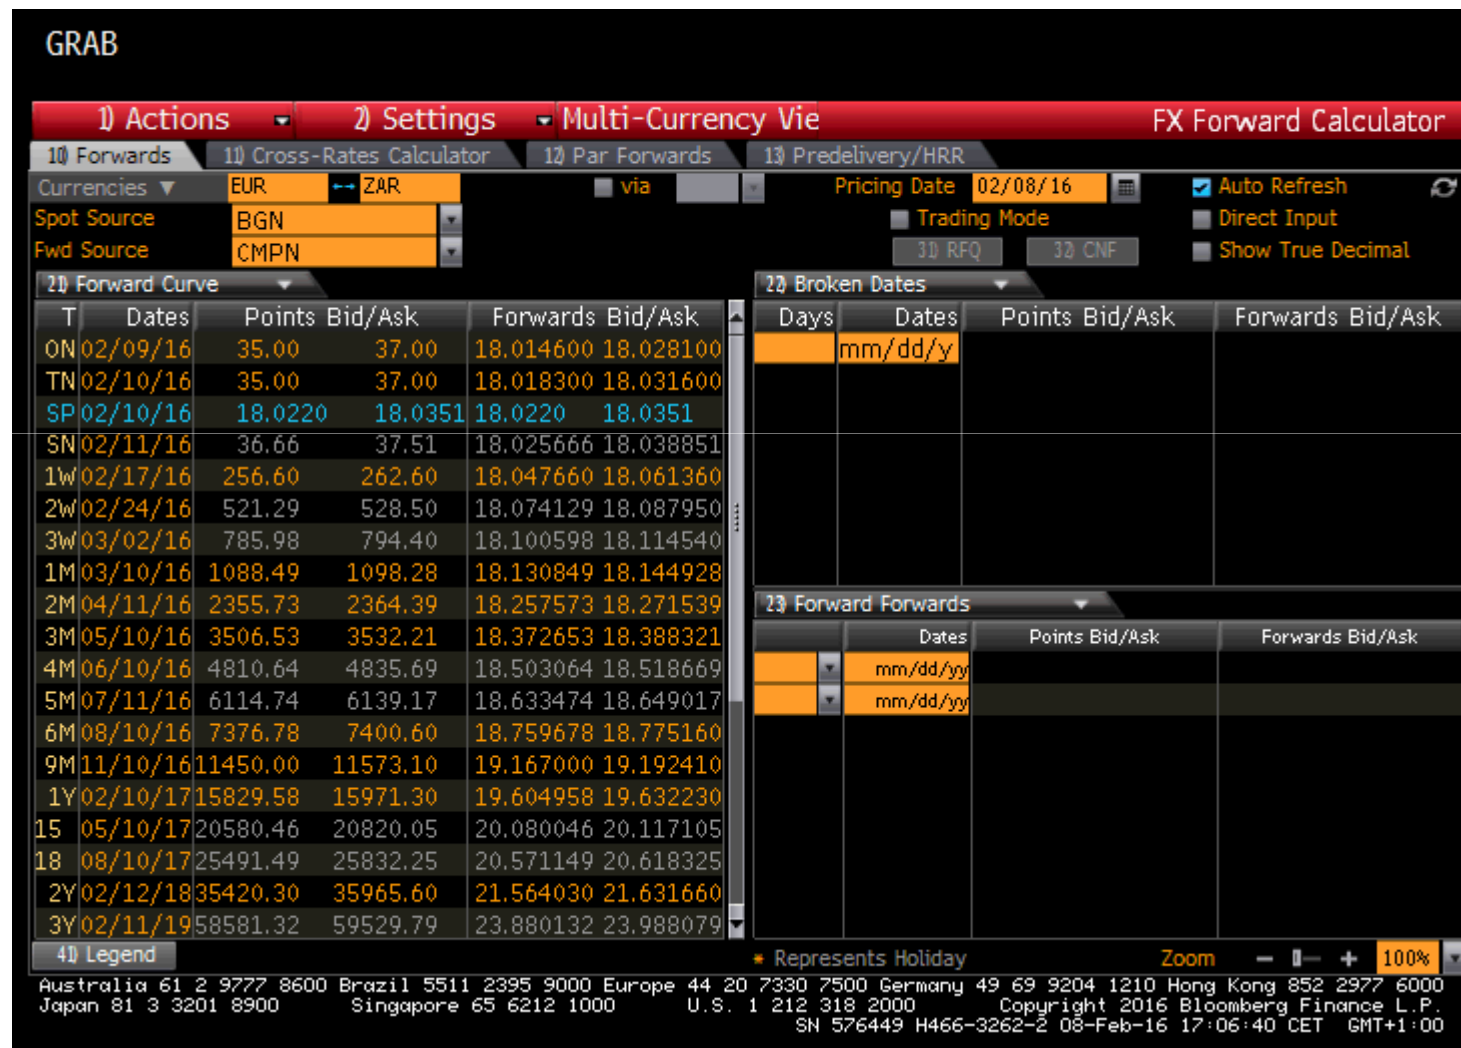 GRAB
1) Actions 2) Settings Multi-Currency Vie FX Forward Calculator
10) Forwards 11) Cross-Rates Calculator 12) Par Forwards 13) Predelivery/HRR
Currencies EUR ZAR via Pricing Date 02/08/16 Auto Refresh
Spot Source BGN Trading Mode Direct Input
Fwd Source CMPN 31) RFQ 32) CNF Show True Decimal
21) Forward Curve 22) Broken Dates
T Dates Points Bid/Ask Forwards Bid/Ask Days Dates Points Bid/Ask Forwards Bid/Ask
ON 02/09/16 35.00 37.00 18.014600 18.028100 mm/dd/y
TN 02/10/16 35.00 37.00 18.018300 18.031600
SP 02/10/16 18.0220 18.0351 18.0220 18.0351
SN 02/11/16 36.66 37.51 18.025666 18.038851
1W 02/17/16 256.60 262.60 18.047660 18.061360
2W 02/24/16 521.29 528.50 18.074129 18.087950
3W 03/02/16 785.98 794.40 18.100598 18.114540
1M 03/10/16 1088.49 1098.28 18.130849 18.144928
2M 04/11/16 2355.73 2364.39 18.257573 18.271539 23) Forward Forwards
3M 05/10/16 3506.53 3532.21 18.372653 18.388321 Dates Points Bid/Ask Forwards Bid/Ask
4M 06/10/16 4810.64 4835.69 18.503064 18.518669 mm/dd/yy
5M 07/11/16 6114.74 6139.17 18.633474 18.649017 mm/dd/yy
6M 08/10/16 7376.78 7400.60 18.759678 18.775160
9M 11/10/16 11450.00 11573.10 19.167000 19.192410
1Y 02/10/17 15829.58 15971.30 19.604958 19.632230
15 05/10/17 20580.46 20820.05 20.080046 20.117105
18 08/10/17 25491.49 25832.25 20.571149 20.618325
2Y 02/12/18 35420.30 35965.60 21.564030 21.631660
3Y 02/11/19 58581.32 59529.79 23.880132 23.988079
41) Legend * Represents Holiday Zoom − + 100%
Australia 61 2 9777 8600 Brazil 5511 2395 9000 Europe 44 20 7330 7500 Germany 49 69 9204 1210 Hong Kong 852 2977 6000
Japan 81 3 3201 8900 Singapore 65 6212 1000 U.S. 1 212 318 2000 Copyright 2016 Bloomberg Finance L.P.
SN 576449 H466-3262-2 08-Feb-16 17:06:40 CET GMT+1:00